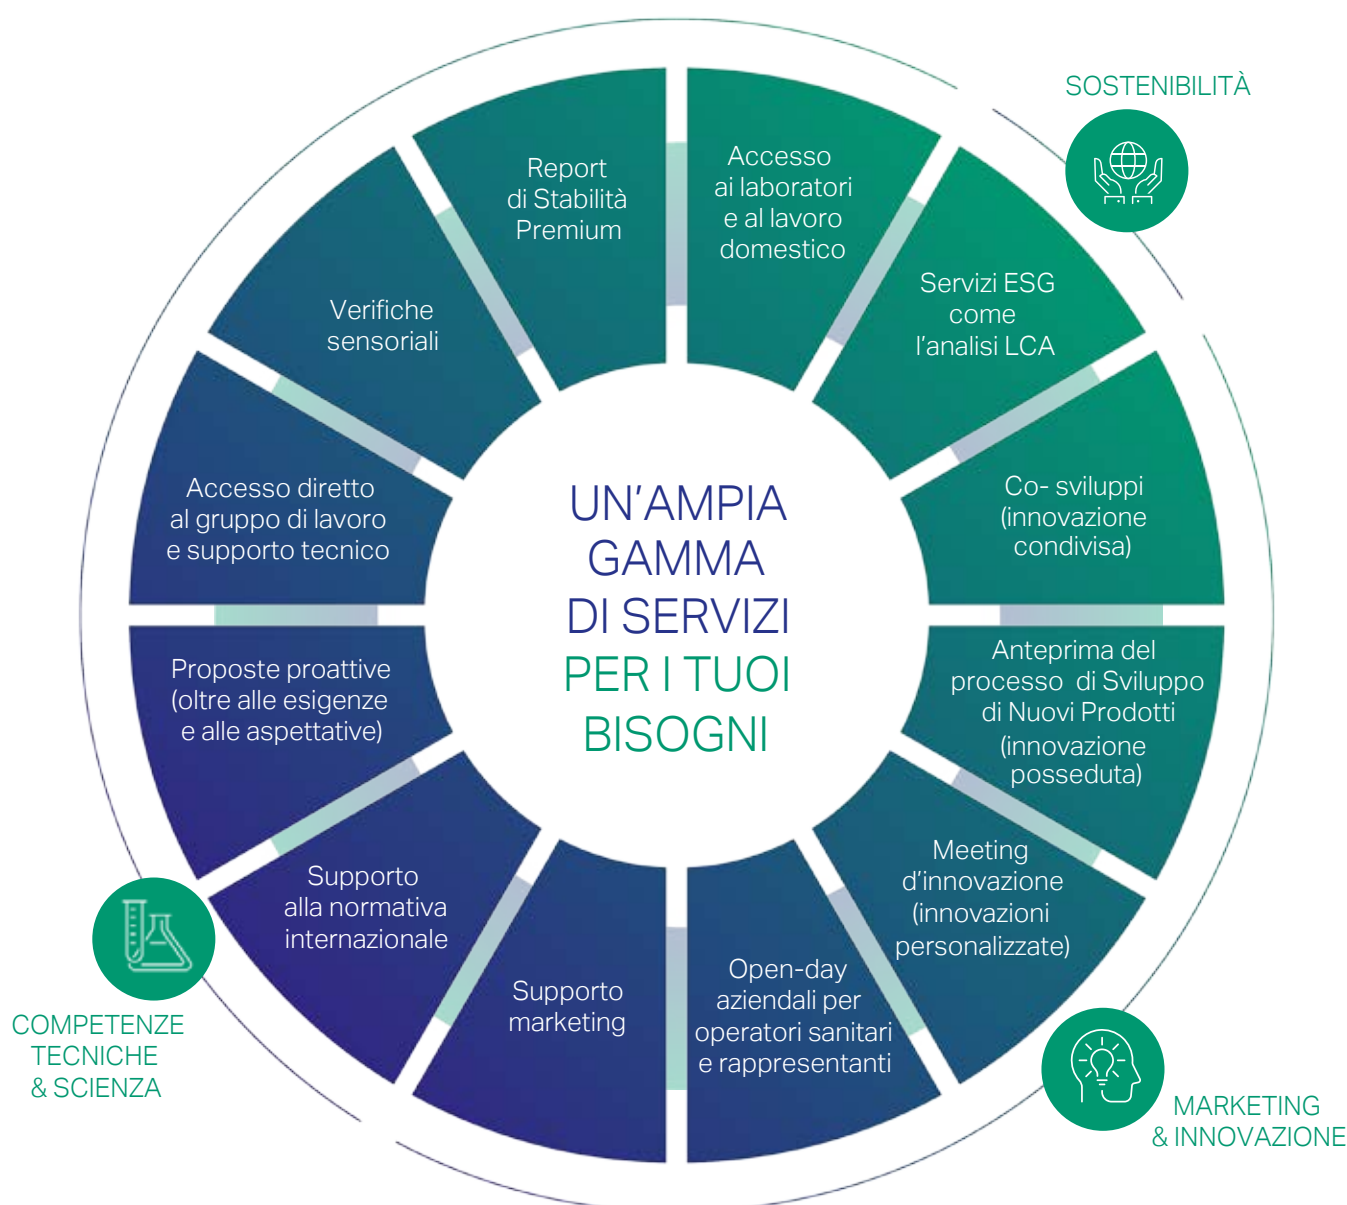 SOSTENIBILITÀ
Accesso
ai laboratori
e al lavoro
domestico
Servizi ESG
come
l'analisi LCA
Co- sviluppi
(innovazione
condivisa)
Anteprima del
processo di Sviluppo
di Nuovi Prodotti
(innovazione
posseduta)
Meeting
d'innovazione
(innovazioni
personalizzate)
Open-day
aziendali per
operatori sanitari
e rappresentanti
Supporto
marketing
Supporto
alla normativa
internazionale
Proposte proattive
(oltre alle esigenze
e alle aspettative)
Accesso diretto
al gruppo di lavoro
e supporto tecnico
Verifiche
sensoriali
Report
di Stabilità
Premium
UN'AMPIA
GAMMA
DI SERVIZI
PER I TUOI
BISOGNI
COMPETENZE
TECNICHE
& SCIENZA
MARKETING
& INNOVAZIONE